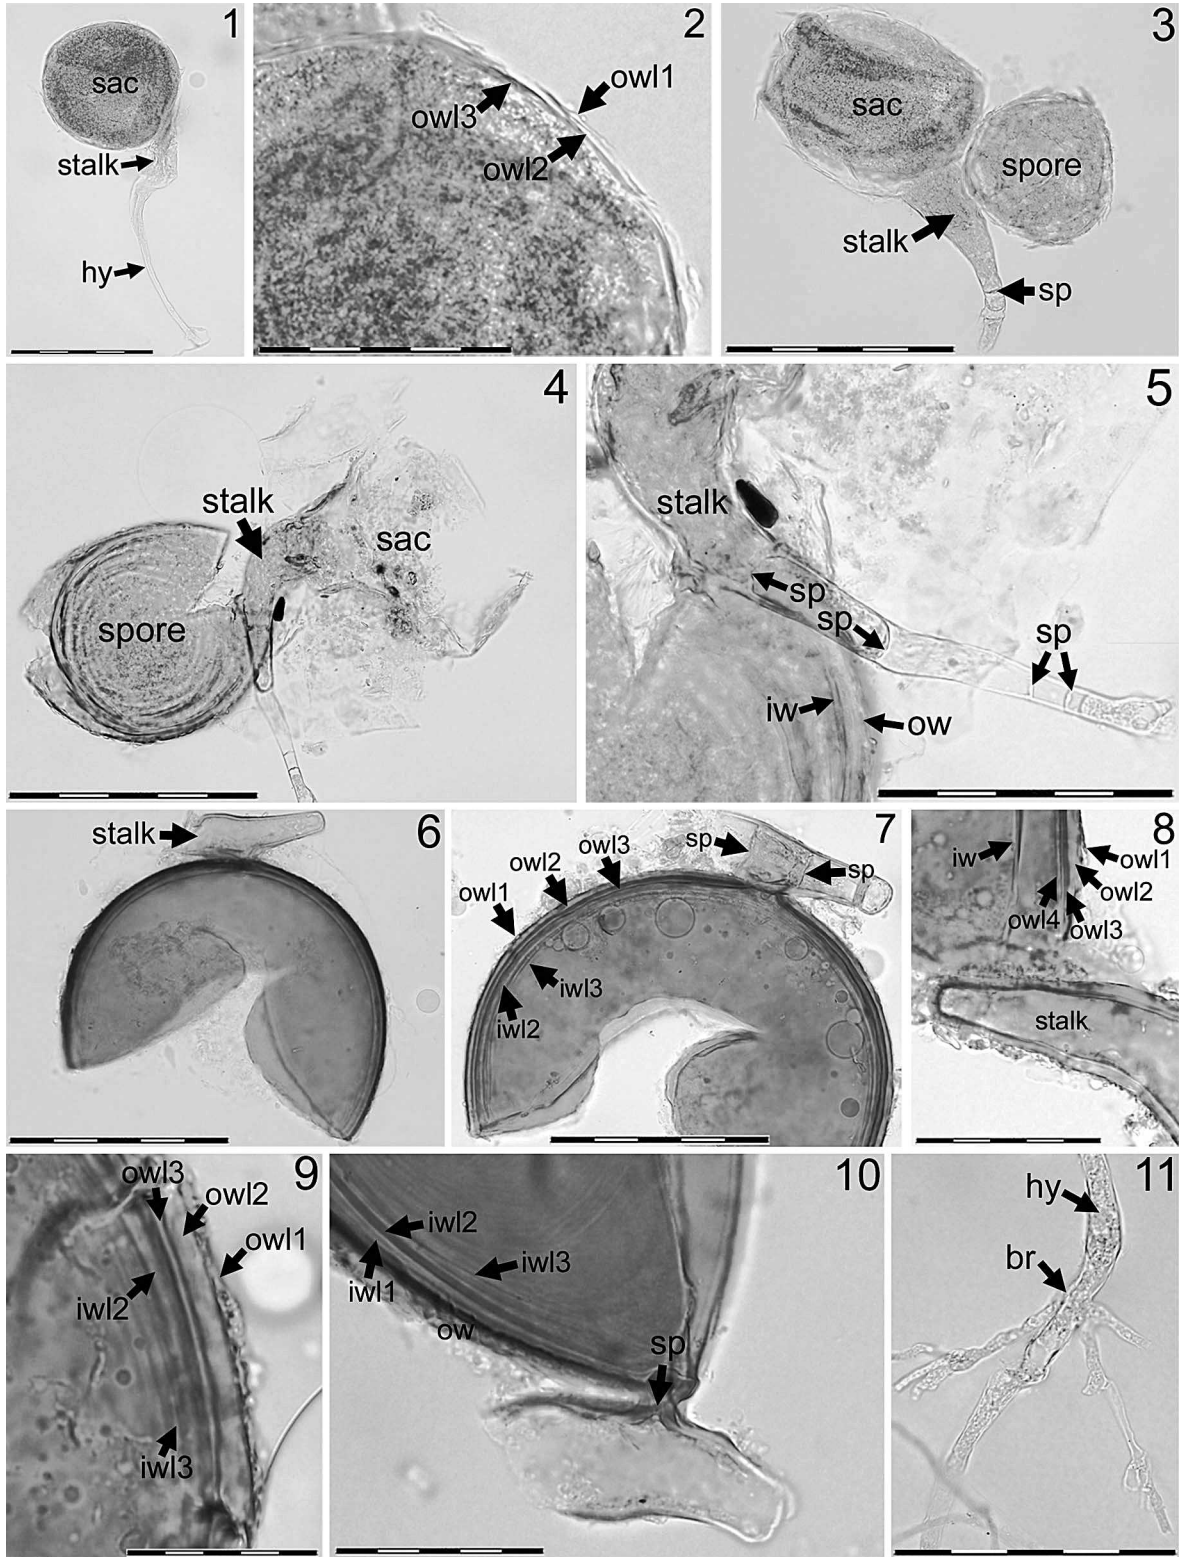 1
sac
stalk
hy
2
owl1
owl3
owl2
3
sac
spore
stalk
sp
4
stalk
sac
spore
5
stalk
sp
sp
sp
iw
ow
6
stalk
7
sp
owl3
owl2
sp
owl1
iwl3
iwl2
8
iw
owl1
owl2
owl4
owl3
stalk
9
owl3
owl2
owl1
iwl2
iwl3
10
iwl2
iwl3
iwl1
ow
sp
11
hy
br